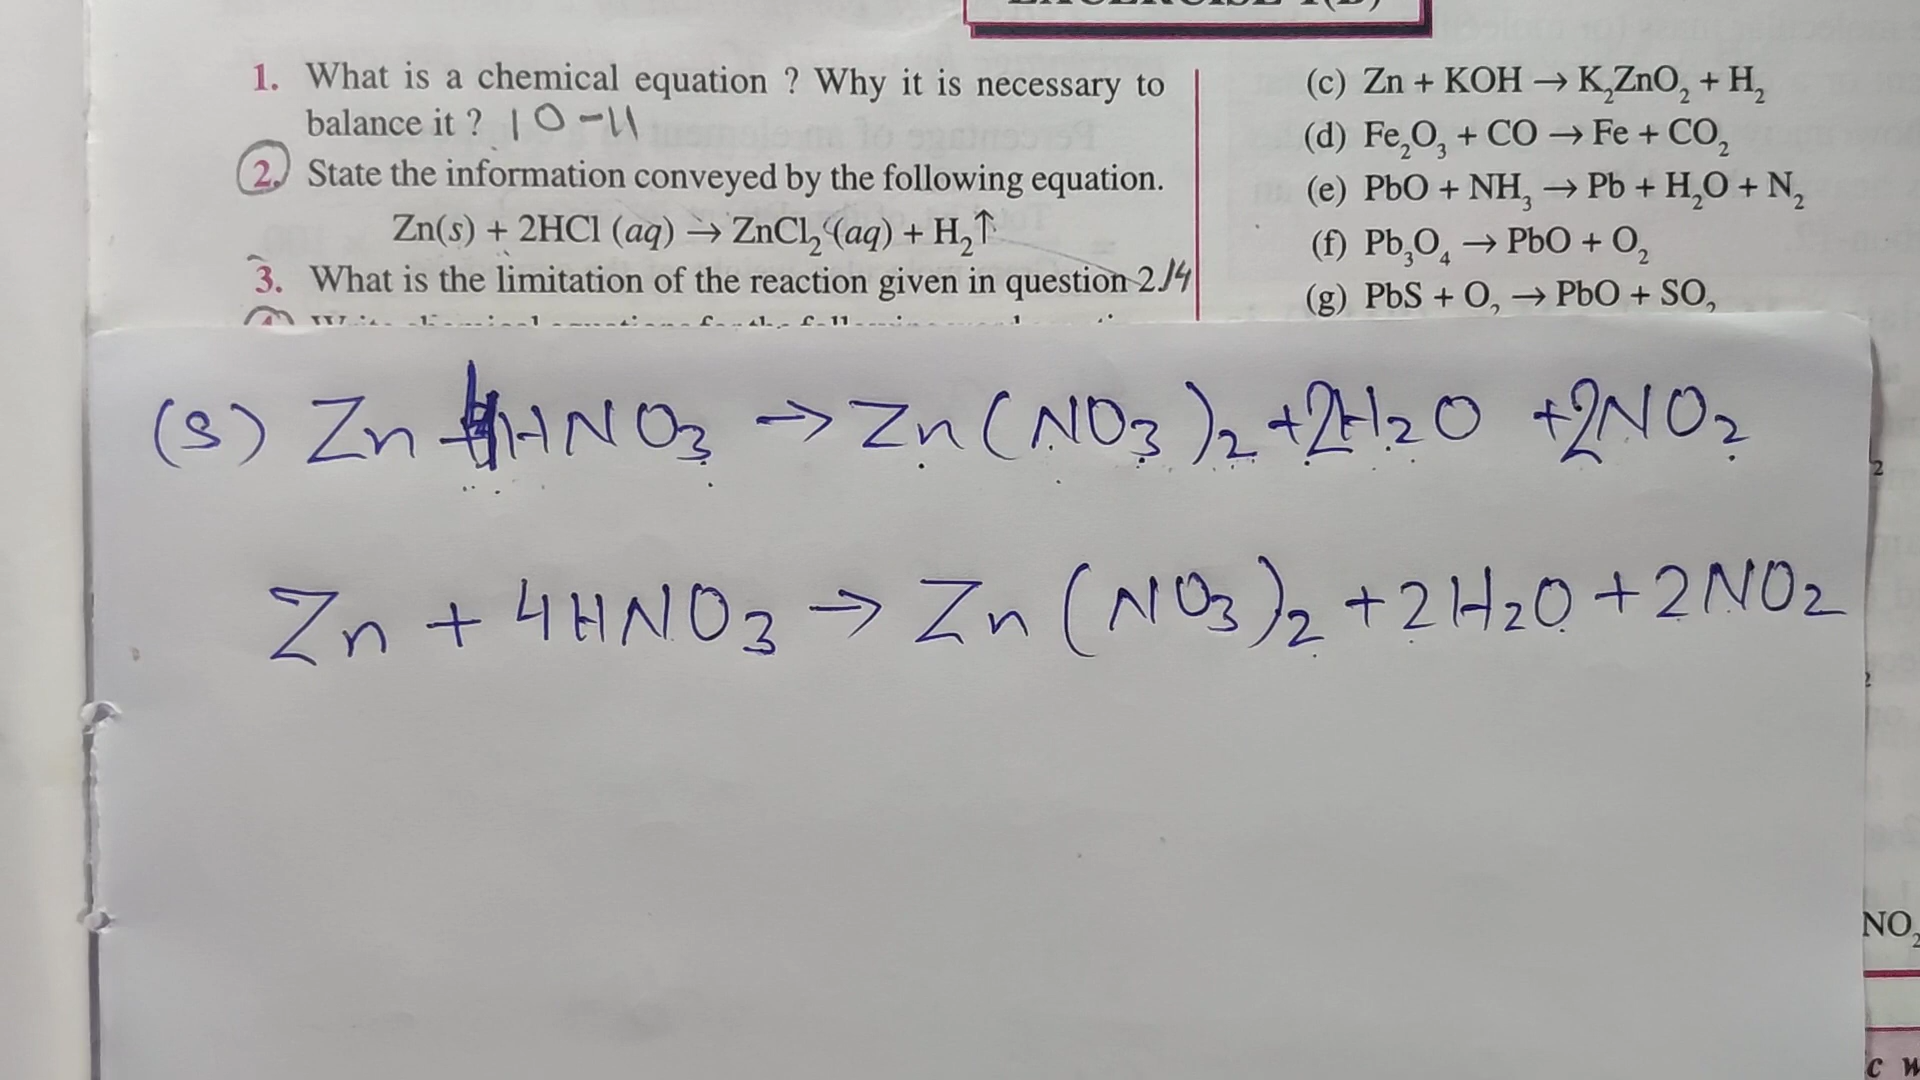 1. What is a chemical equation ? Why it is necessary to
balance it ? 10-11
2. State the information conveyed by the following equation.
Zn(s) + 2HCl (aq) → ZnCl₂ (aq) + H₂↑
3. What is the limitation of the reaction given in question 2.14
(c) Zn + KOH → K₂ZnO₂ + H₂
(d) Fe₂O₃ + CO → Fe + CO₂
(e) PbO + NH₃ → Pb + H₂O + N₂
(f) Pb₃O₄ → PbO + O₂
(g) PbS + O₂ → PbO + SO₂
(s) Zn + 4HNO₃ → Zn(NO₃)₂ + 2H₂O + 2NO₂
Zn + 4HNO₃ → Zn(NO₃)₂ + 2H₂O + 2NO₂
NO₂